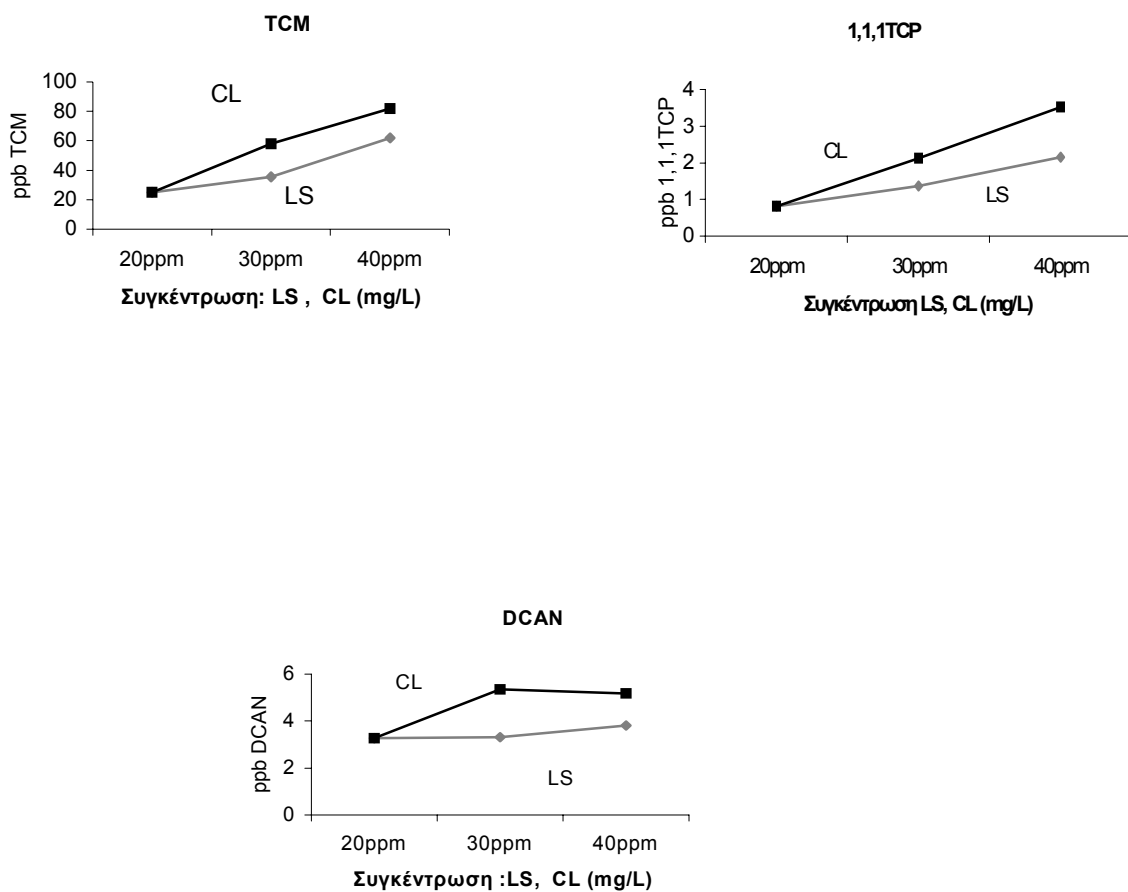 TCM
100
80
60
40
20
0
ppb TCM
CL
LS
20ppm 30ppm 40ppm
Συγκέντρωση: LS , CL (mg/L)
1,1,1TCP
4
3
2
1
0
ppb 1,1,1TCP
CL
LS
20ppm 30ppm 40ppm
Συγκέντρωση LS, CL (mg/L)
DCAN
6
4
2
0
ppb DCAN
CL
LS
20ppm 30ppm 40ppm
Συγκέντρωση :LS, CL (mg/L)